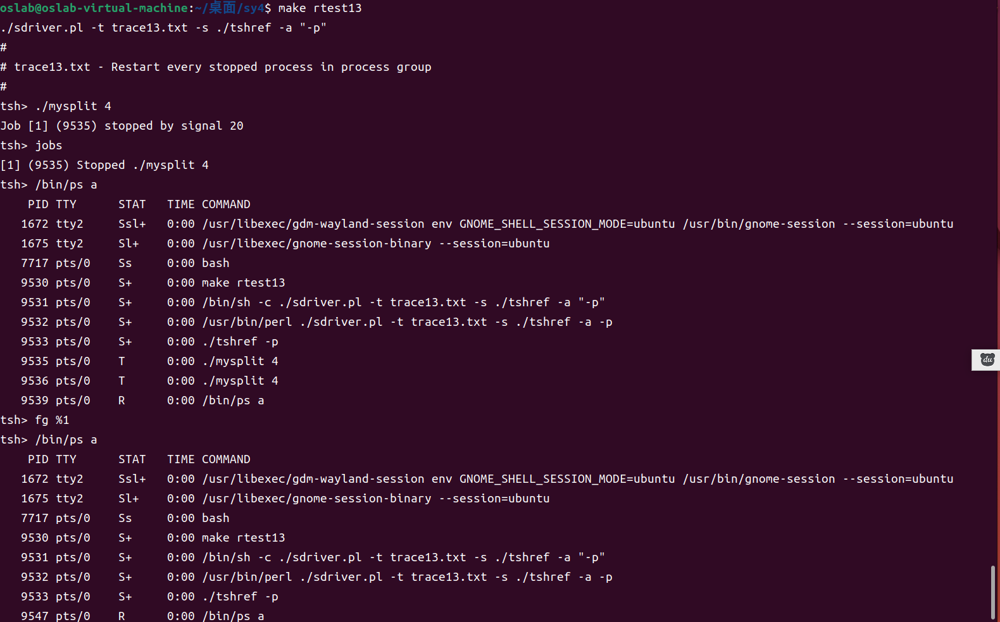 oslab@oslab-virtual-machine:~/桌面/sy4$ make rtest13
./sdriver.pl -t trace13.txt -s ./tshref -a "-p"
#
# trace13.txt - Restart every stopped process in process group
#
tsh> ./mysplit 4
Job [1] (9535) stopped by signal 20
tsh> jobs
[1] (9535) Stopped ./mysplit 4
tsh> /bin/ps a
    PID TTY      STAT   TIME COMMAND
   1672 tty2     Ssl+   0:00 /usr/libexec/gdm-wayland-session env GNOME_SHELL_SESSION_MODE=ubuntu /usr/bin/gnome-session --session=ubuntu
   1675 tty2     Sl+    0:00 /usr/libexec/gnome-session-binary --session=ubuntu
   7717 pts/0    Ss     0:00 bash
   9530 pts/0    S+     0:00 make rtest13
   9531 pts/0    S+     0:00 /bin/sh -c ./sdriver.pl -t trace13.txt -s ./tshref -a "-p"
   9532 pts/0    S+     0:00 /usr/bin/perl ./sdriver.pl -t trace13.txt -s ./tshref -a -p
   9533 pts/0    S+     0:00 ./tshref -p
   9535 pts/0    T      0:00 ./mysplit 4
   9536 pts/0    T      0:00 ./mysplit 4
   9539 pts/0    R      0:00 /bin/ps a
tsh> fg %1
tsh> /bin/ps a
    PID TTY      STAT   TIME COMMAND
   1672 tty2     Ssl+   0:00 /usr/libexec/gdm-wayland-session env GNOME_SHELL_SESSION_MODE=ubuntu /usr/bin/gnome-session --session=ubuntu
   1675 tty2     Sl+    0:00 /usr/libexec/gnome-session-binary --session=ubuntu
   7717 pts/0    Ss     0:00 bash
   9530 pts/0    S+     0:00 make rtest13
   9531 pts/0    S+     0:00 /bin/sh -c ./sdriver.pl -t trace13.txt -s ./tshref -a "-p"
   9532 pts/0    S+     0:00 /usr/bin/perl ./sdriver.pl -t trace13.txt -s ./tshref -a -p
   9533 pts/0    S+     0:00 ./tshref -p
   9547 pts/0    R      0:00 /bin/ps a
du